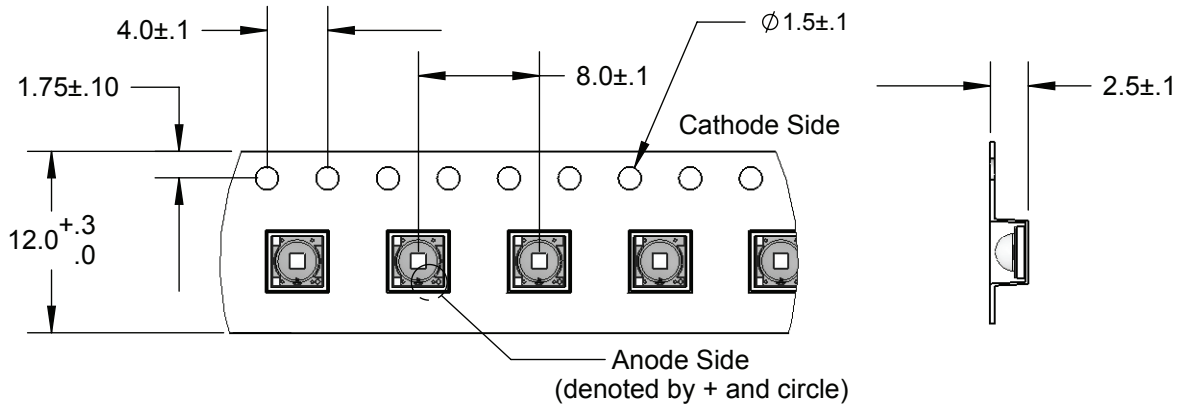 4.0±.1
∅1.5±.1
1.75±.10
8.0±.1
2.5±.1
Cathode Side
12.0+.3
.0
Anode Side
(denoted by + and circle)